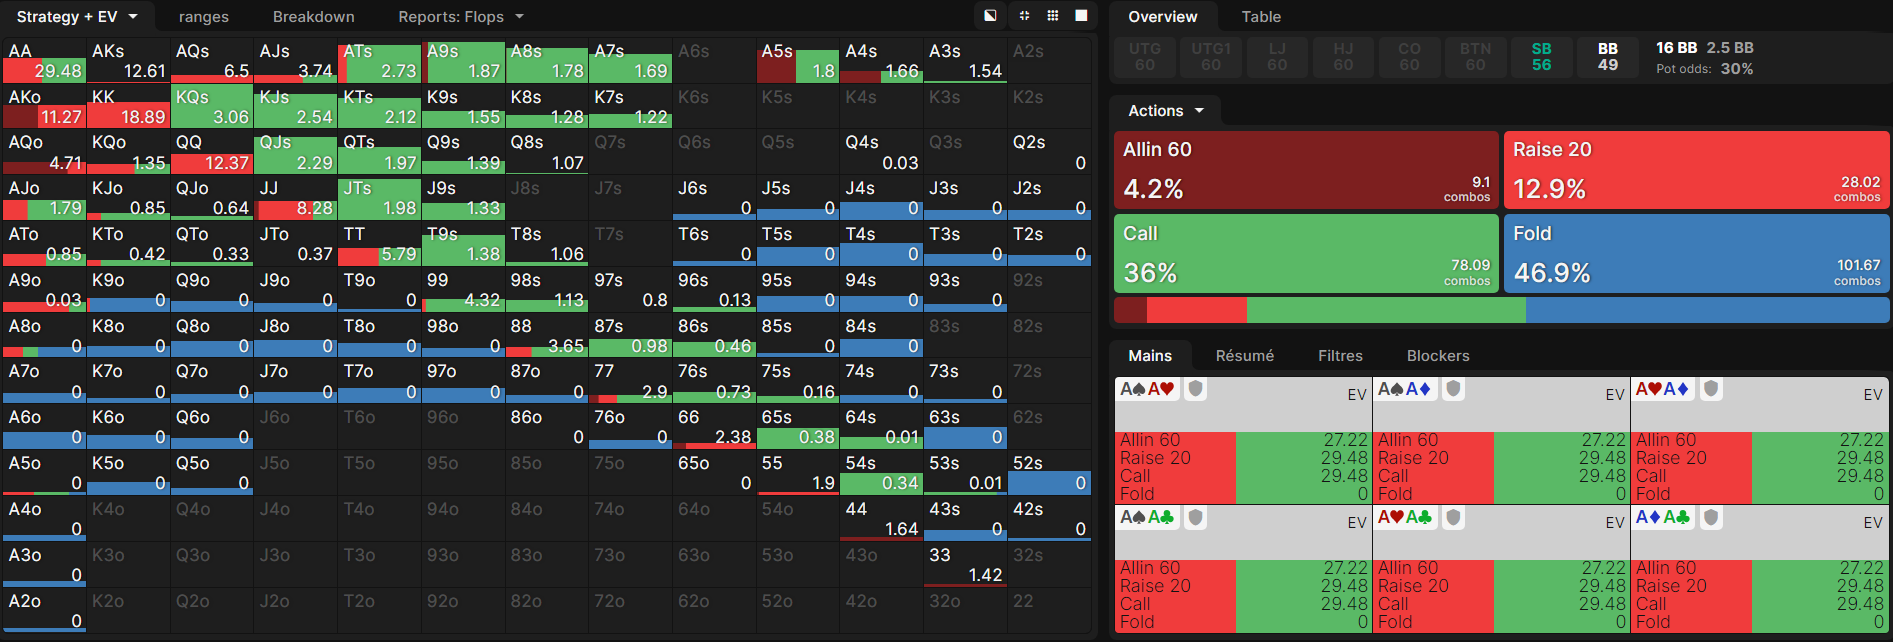 Strategy + EV ranges Breakdown Reports: Flops
AA 29.48 AKs 12.61 AQs 6.5 AJs 3.74 ATs 2.73 A9s 1.87 A8s 1.78 A7s 1.69 A6s A5s 1.8 A4s 1.66 A3s 1.54 A2s
AKo 11.27 KK 18.89 KQs 3.06 KJs 2.54 KTs 2.12 K9s 1.55 K8s 1.28 K7s 1.22 K6s K5s K4s K3s K2s
AQo 4.71 KQo 1.35 QQ 12.37 QJs 2.29 QTs 1.97 Q9s 1.39 Q8s 1.07 Q7s Q6s Q5s Q4s 0.03 Q3s Q2s 0
AJo 1.79 KJo 0.85 QJo 0.64 JJ 8.28 JTs 1.98 J9s 1.33 J8s J7s J6s 0 J5s 0 J4s 0 J3s 0 J2s 0
ATo 0.85 KTo 0.42 QTo 0.33 JTo 0.37 TT 5.79 T9s 1.38 T8s 1.06 T7s T6s 0 T5s 0 T4s 0 T3s 0 T2s 0
A9o 0.03 K9o 0 Q9o 0 J9o 0 T9o 0 99 4.32 98s 1.13 97s 0.8 96s 0.13 95s 0 94s 0 93s 0 92s
A8o 0 K8o 0 Q8o 0 J8o 0 T8o 0 98o 0 88 3.65 87s 0.98 86s 0.46 85s 0 84s 0 83s 82s
A7o 0 K7o 0 Q7o 0 J7o 0 T7o 0 97o 0 87o 0 77 2.9 76s 0.73 75s 0.16 74s 0 73s 0 72s
A6o 0 K6o 0 Q6o 0 J6o T6o 96o 86o 0 76o 0 66 2.38 65s 0.38 64s 0.01 63s 0 62s
A5o 0 K5o 0 Q5o 0 J5o T5o 95o 85o 75o 65o 0 55 1.9 54s 0.34 53s 0.01 52s 0
A4o 0 K4o Q4o J4o T4o 94o 84o 74o 64o 54o 44 1.64 43s 0 42s 0
A3o 0 K3o Q3o J3o T3o 93o 83o 73o 63o 53o 43o 33 1.42 32s
A2o 0 K2o Q2o J2o T2o 92o 82o 72o 62o 52o 42o 32o 22
Overview Table
UTG UTG1 LJ HJ CO BTN SB BB 16 BB 2.5 BB
60 60 60 60 60 60 56 49 Pot odds: 30%
Actions
Allin 60 Raise 20
4.2% 9.1 combos 12.9% 28.02 combos
Call Fold
36% 78.09 combos 46.9% 101.67 combos
Mains Résumé Filtres Blockers
A♠A♥ EV A♠A♦ EV A♥A♦ EV
Allin 60 27.22 Allin 60 27.22 Allin 60 27.22
Raise 20 29.48 Raise 20 29.48 Raise 20 29.48
Call 29.48 Call 29.48 Call 29.48
Fold 0 Fold 0 Fold 0
A♠A♣ EV A♥A♣ EV A♦A♣ EV
Allin 60 27.22 Allin 60 27.22 Allin 60 27.22
Raise 20 29.48 Raise 20 29.48 Raise 20 29.48
Call 29.48 Call 29.48 Call 29.48
Fold 0 Fold 0 Fold 0